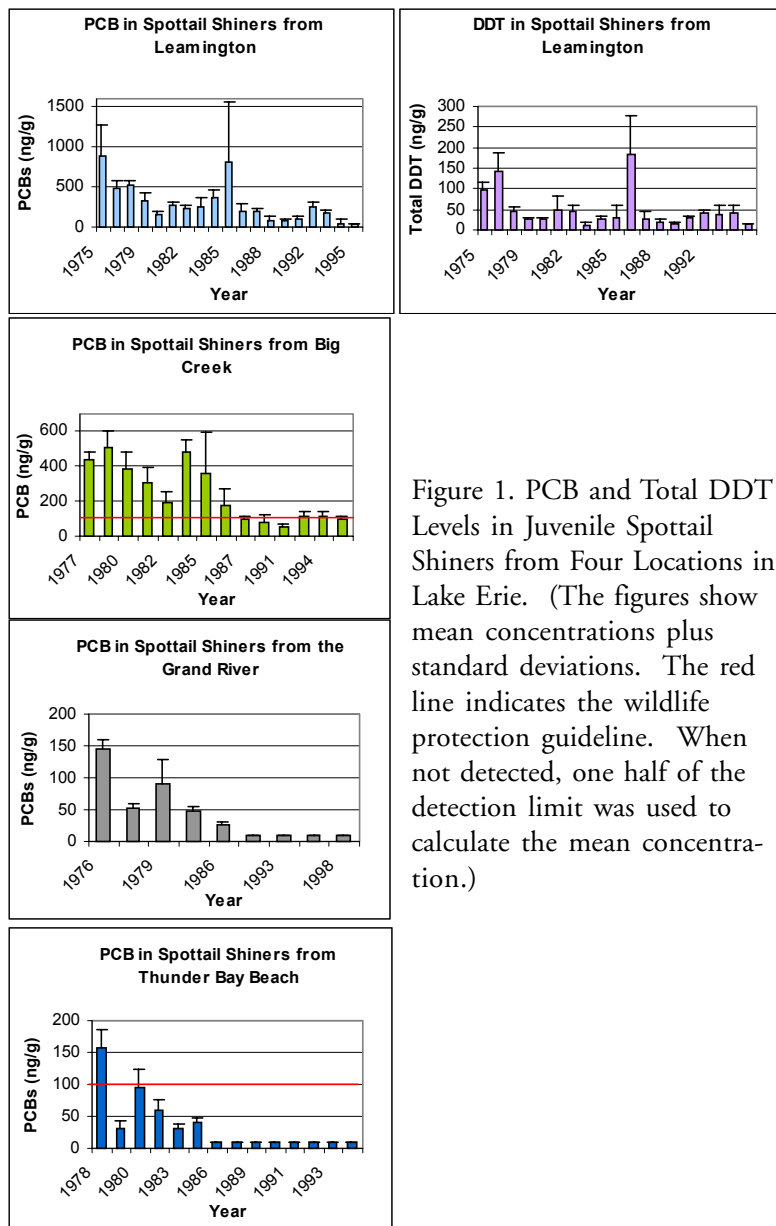 PCB in Spottail Shiners from
Leamington
PCBs (ng/g)
1500
1000
500
0
1975
1979
1982
1985
1988
1992
1995
Year
DDT in Spottail Shiners from
Leamington
Total DDT (ng/g)
300
250
200
150
100
50
0
1975
1979
1982
1985
1988
1992
Year
PCB in Spottail Shiners from Big
Creek
PCB (ng/g)
600
400
200
0
1977
1980
1982
1985
1987
1991
1994
Year
PCB in Spottail Shiners from the
Grand River
PCBs (ng/g)
200
150
100
50
0
1976
1979
1986
1993
1998
Year
PCB in Spottail Shiners from
Thunder Bay Beach
PCBs (ng/g)
200
150
100
50
0
1978
1980
1983
1986
1989
1991
1993
Year
Figure 1. PCB and Total DDT
Levels in Juvenile Spottail
Shiners from Four Locations in
Lake Erie. (The figures show
mean concentrations plus
standard deviations. The red
line indicates the wildlife
protection guideline. When
not detected, one half of the
detection limit was used to
calculate the mean concentra-
tion.)